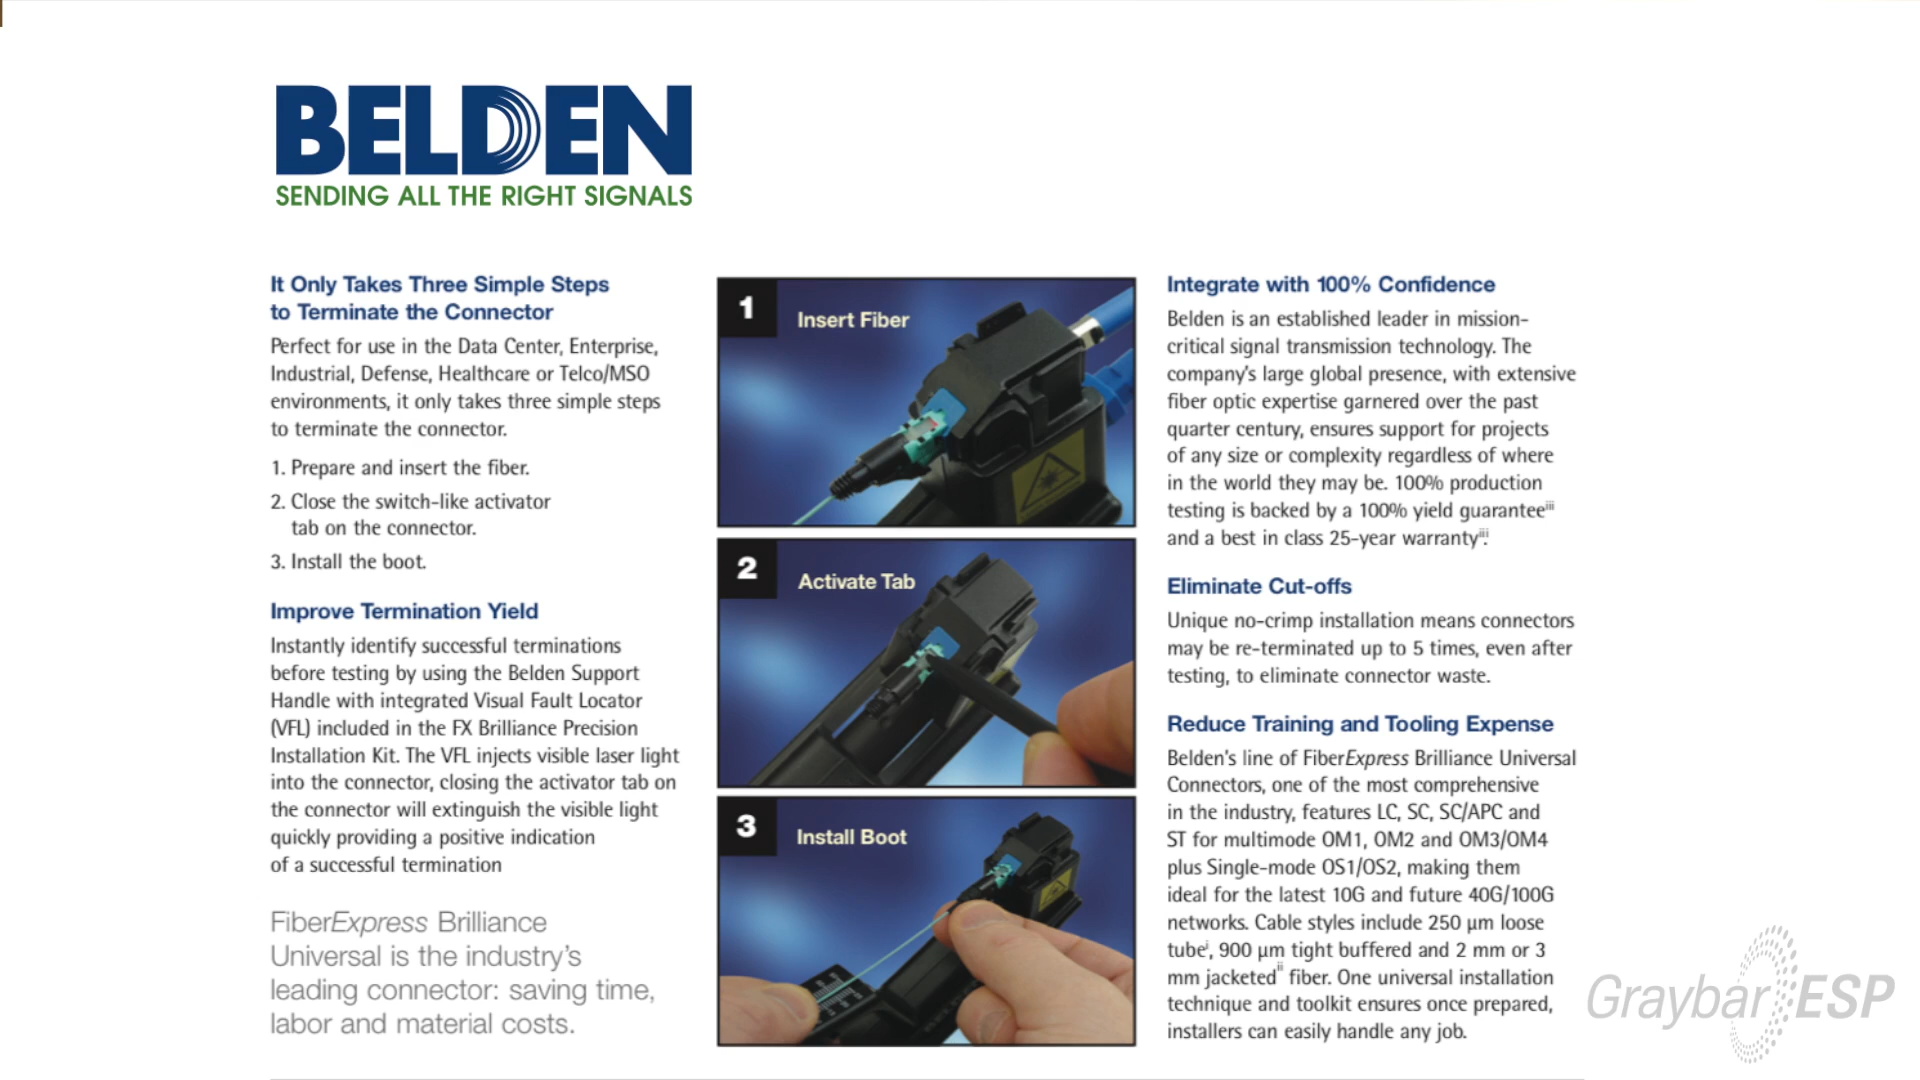 BELDEN
SENDING ALL THE RIGHT SIGNALS
It Only Takes Three Simple Steps
to Terminate the Connector
Perfect for use in the Data Center, Enterprise,
Industrial, Defense, Healthcare or Telco/MSO
environments, it only takes three simple steps
to terminate the connector.
1. Prepare and insert the fiber.
2. Close the switch-like activator
tab on the connector.
3. Install the boot.
Improve Termination Yield
Instantly identify successful terminations
before testing by using the Belden Support
Handle with integrated Visual Fault Locator
(VFL) included in the FX Brilliance Precision
Installation Kit. The VFL injects visible laser light
into the connector, closing the activator tab on
the connector will extinguish the visible light
quickly providing a positive indication
of a successful termination
FiberExpress Brilliance
Universal is the industry's
leading connector: saving time,
labor and material costs.
1 Insert Fiber
2 Activate Tab
3 Install Boot
Integrate with 100% Confidence
Belden is an established leader in mission-
critical signal transmission technology. The
company's large global presence, with extensive
fiber optic expertise garnered over the past
quarter century, ensures support for projects
of any size or complexity regardless of where
in the world they may be. 100% production
testing is backed by a 100% yield guarantee iii
and a best in class 25-year warranty iii.
Eliminate Cut-offs
Unique no-crimp installation means connectors
may be re-terminated up to 5 times, even after
testing, to eliminate connector waste.
Reduce Training and Tooling Expense
Belden's line of FiberExpress Brilliance Universal
Connectors, one of the most comprehensive
in the industry, features LC, SC, SC/APC and
ST for multimode OM1, OM2 and OM3/OM4
plus Single-mode OS1/OS2, making them
ideal for the latest 10G and future 40G/100G
networks. Cable styles include 250 µm loose
tube i, 900 µm tight buffered and 2 mm or 3
mm jacketed ii fiber. One universal installation
technique and toolkit ensures once prepared,
installers can easily handle any job.
Graybar ESP